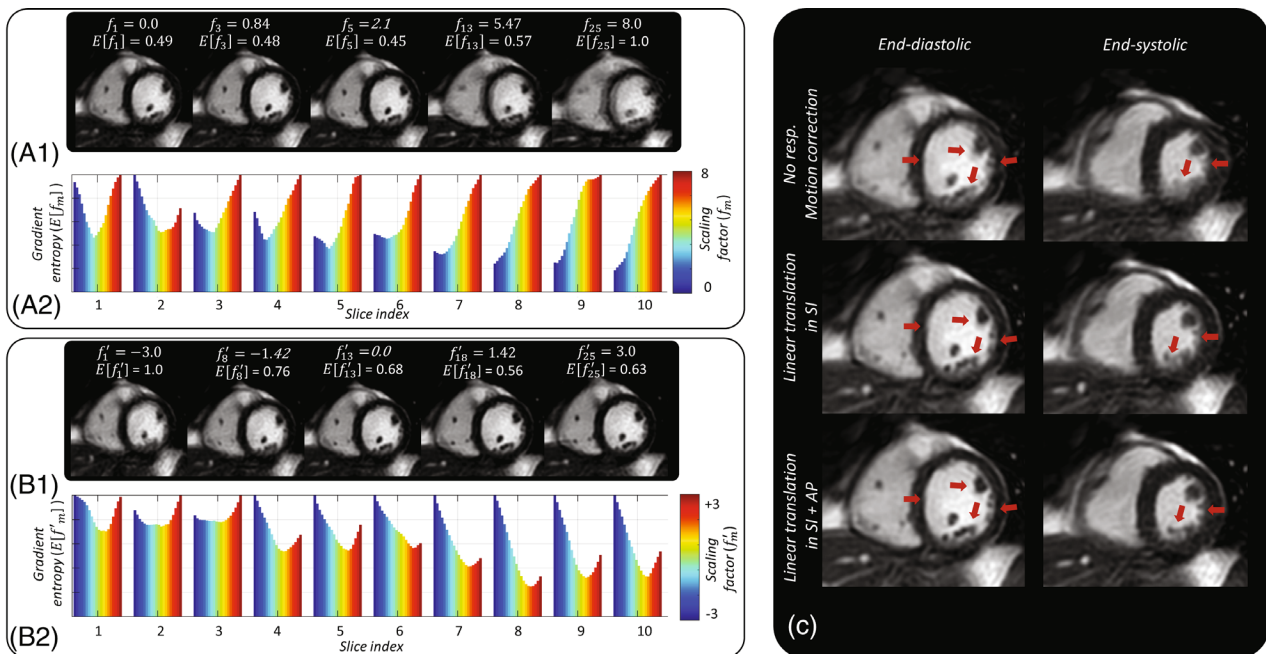 f₁ = 0.0 f₃ = 0.84 f₅ = 2.1 f₁₃ = 5.47 f₂₅ = 8.0
E[f₁] = 0.49 E[f₃] = 0.48 E[f₅] = 0.45 E[f₁₃] = 0.57 E[f₂₅] = 1.0
(A1)
Gradient
entropy (E[fₘ])
8
0
Scaling
factor (fₘ)
1 2 3 4 5 6 7 8 9 10
Slice index
(A2)
f′₁ = −3.0 f′₈ = −1.42 f′₁₃ = 0.0 f′₁₈ = 1.42 f′₂₅ = 3.0
E[f′₁] = 1.0 E[f′₈] = 0.76 E[f′₁₃] = 0.68 E[f′₁₈] = 0.56 E[f′₂₅] = 0.63
(B1)
Gradient
entropy (E[f′ₘ])
+3
-3
Scaling
factor (f′ₘ)
1 2 3 4 5 6 7 8 9 10
Slice index
(B2)
End-diastolic End-systolic
No resp.
Motion correction
Linear translation
in SI
Linear translation
in SI + AP
(c)